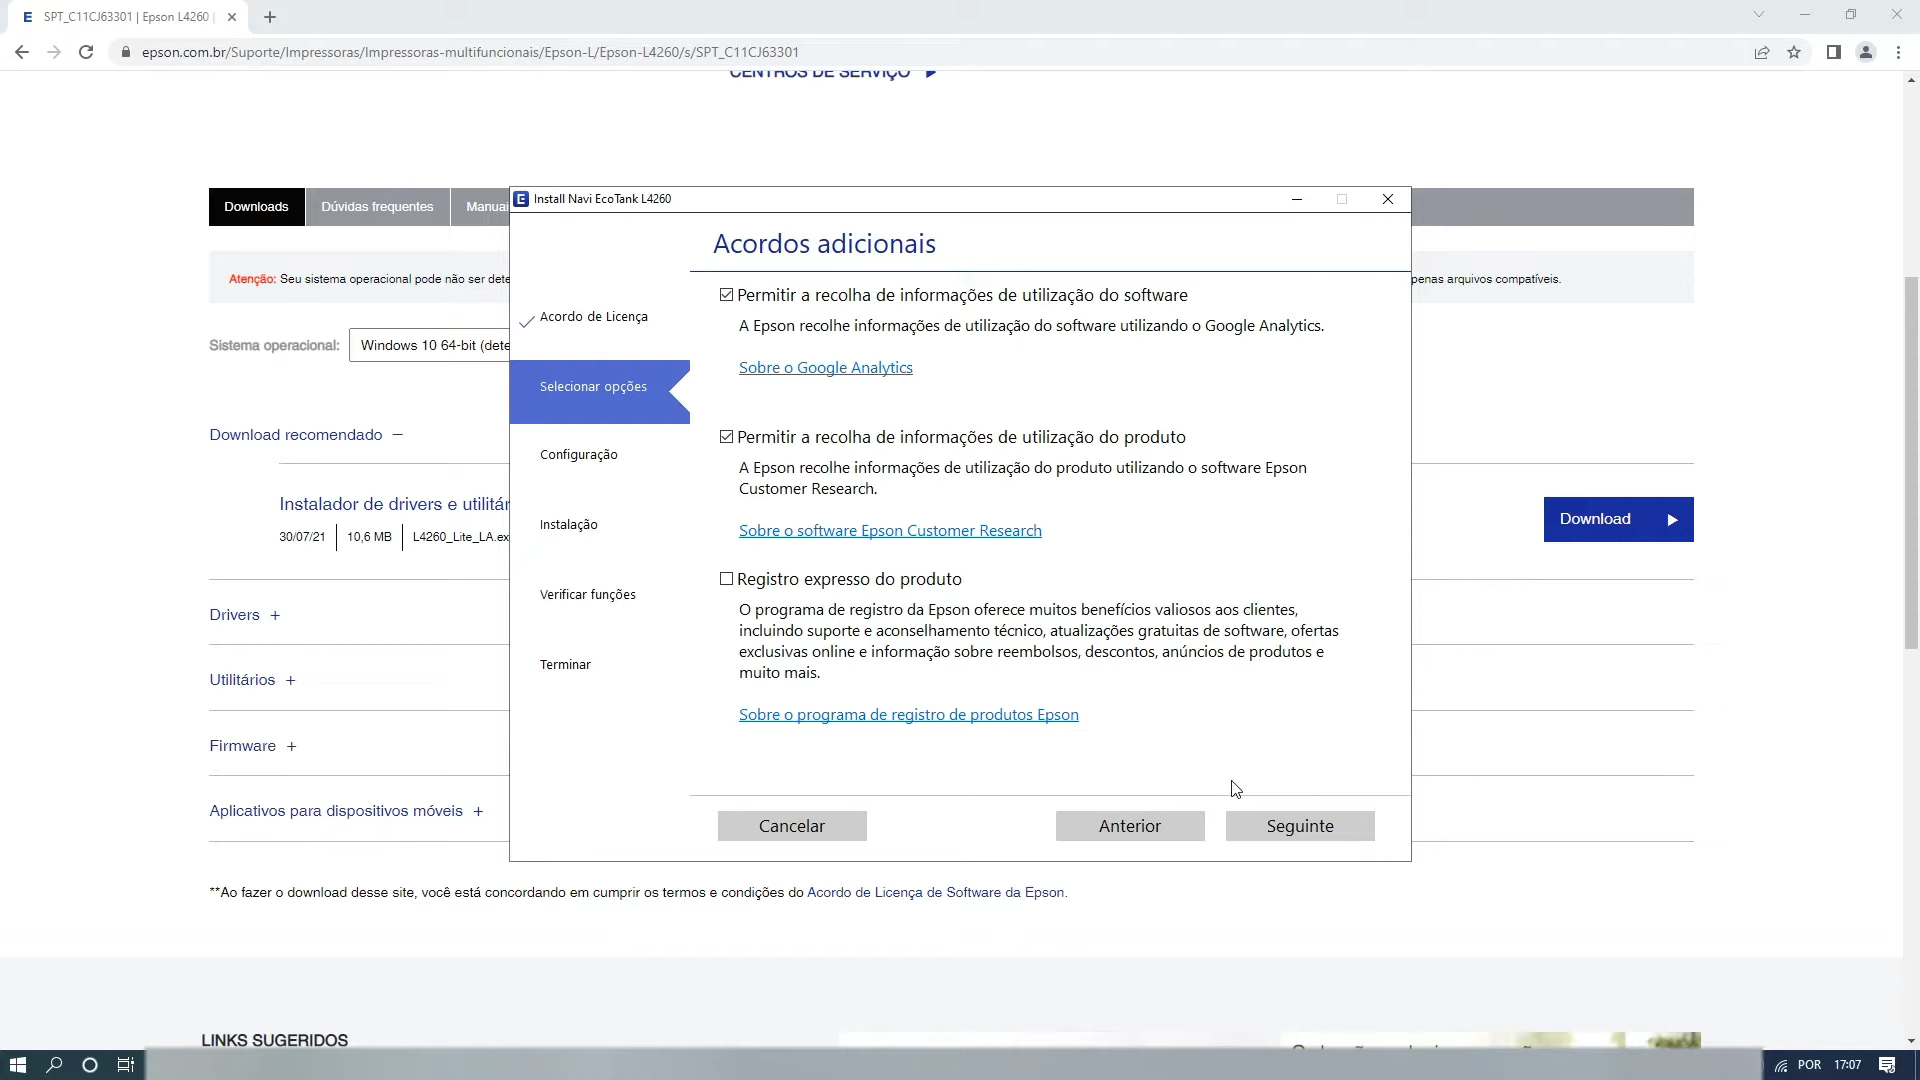 SPT_C11CJ63301 | Epson L4260 |
epson.com.br/Suporte/Impressoras/Impressoras-multifuncionais/Epson-L/Epson-L4260/s/SPT_C11CJ63301
CENTROS DE SERVIÇO
Downloads
Dúvidas frequentes
Manuai
Atenção: Seu sistema operacional pode não ser dete
penas arquivos compatíveis.
Sistema operacional:
Windows 10 64-bit (dete
Download recomendado
Instalador de drivers e utilitár
30/07/21
10,6 MB
L4260_Lite_LA.ex
Download
Drivers +
Utilitários +
Firmware +
Aplicativos para dispositivos móveis +
**Ao fazer o download desse site, você está concordando em cumprir os termos e condições do Acordo de Licença de Software da Epson.
LINKS SUGERIDOS
Install Navi EcoTank L4260
Acordo de Licença
Selecionar opções
Configuração
Instalação
Verificar funções
Terminar
Acordos adicionais
Permitir a recolha de informações de utilização do software
A Epson recolhe informações de utilização do software utilizando o Google Analytics.
Sobre o Google Analytics
Permitir a recolha de informações de utilização do produto
A Epson recolhe informações de utilização do produto utilizando o software Epson
Customer Research.
Sobre o software Epson Customer Research
Registro expresso do produto
O programa de registro da Epson oferece muitos benefícios valiosos aos clientes,
incluindo suporte e aconselhamento técnico, atualizações gratuitas de software, ofertas
exclusivas online e informação sobre reembolsos, descontos, anúncios de produtos e
muito mais.
Sobre o programa de registro de produtos Epson
Cancelar
Anterior
Seguinte
POR
17:07